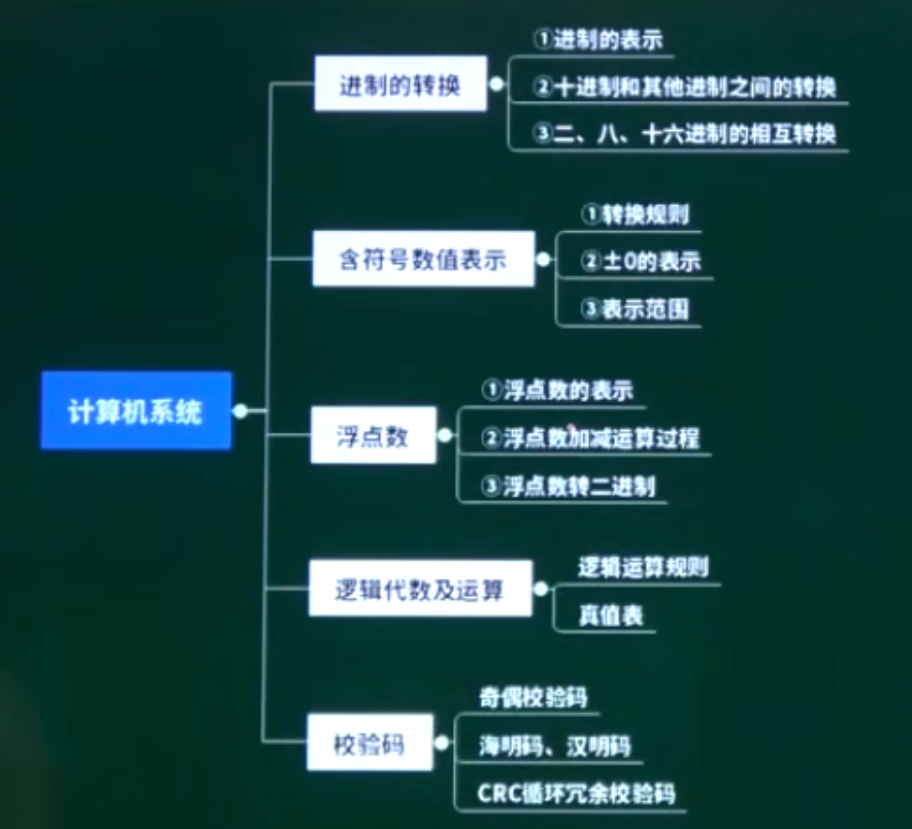 计算机系统
进制的转换
①进制的表示
②十进制和其他进制之间的转换
③二、八、十六进制的相互转换
含符号数值表示
①转换规则
②±0的表示
③表示范围
浮点数
①浮点数的表示
②浮点数加减运算过程
③浮点数转二进制
逻辑代数及运算
逻辑运算规则
真值表
校验码
奇偶校验码
海明码、汉明码
CRC循环冗余校验码